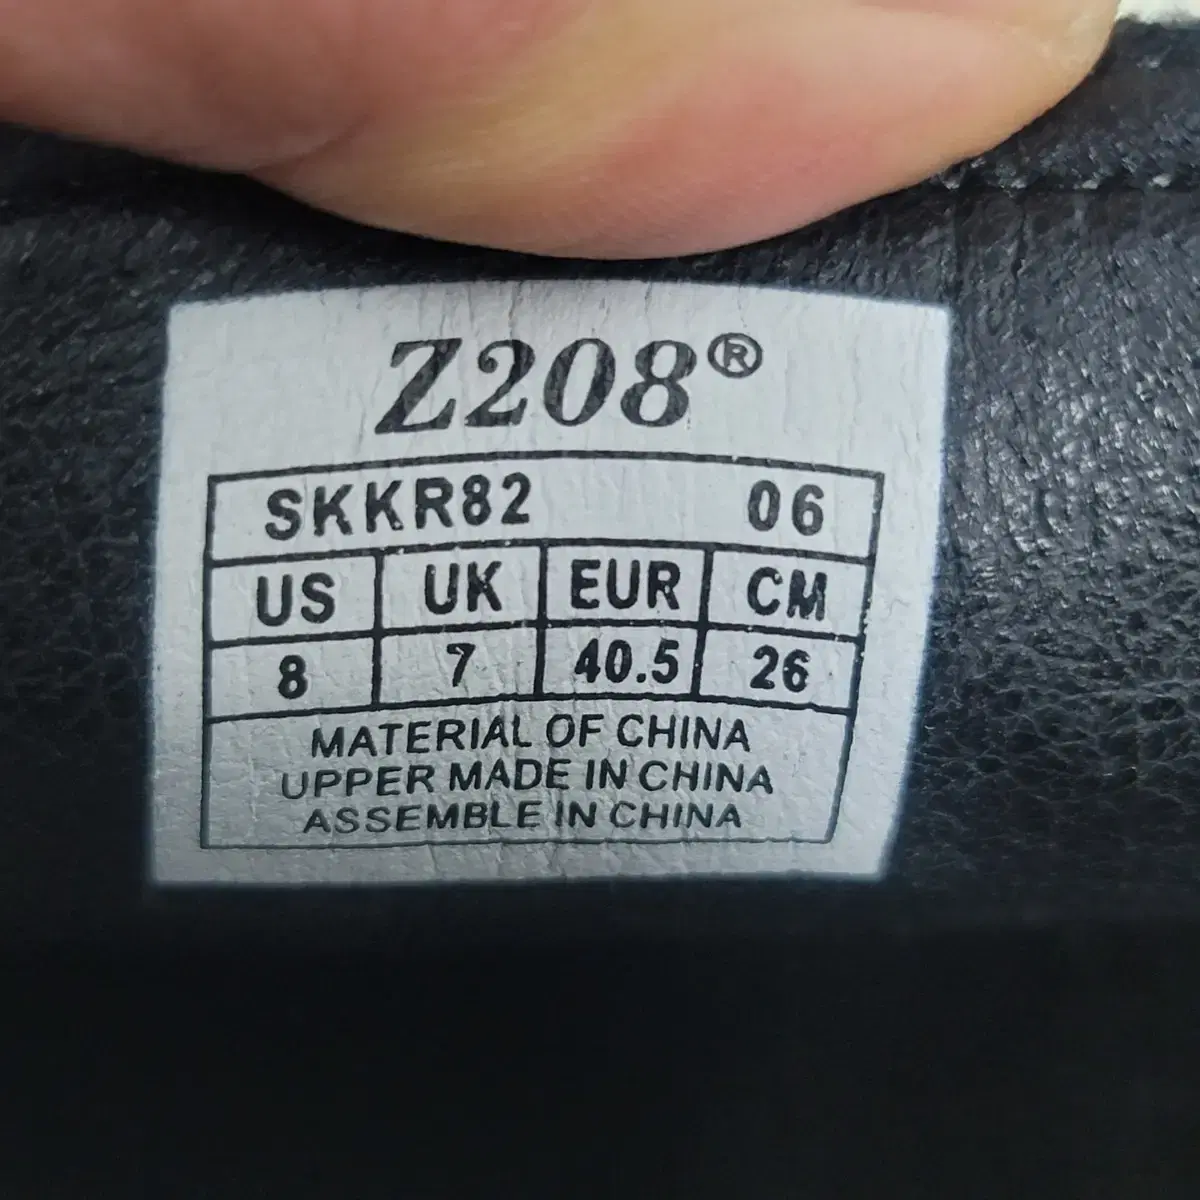 Z208®
SKKR82 06
US UK EUR CM
8 7 40.5 26
MATERIAL OF CHINA
UPPER MADE IN CHINA
ASSEMBLE IN CHINA